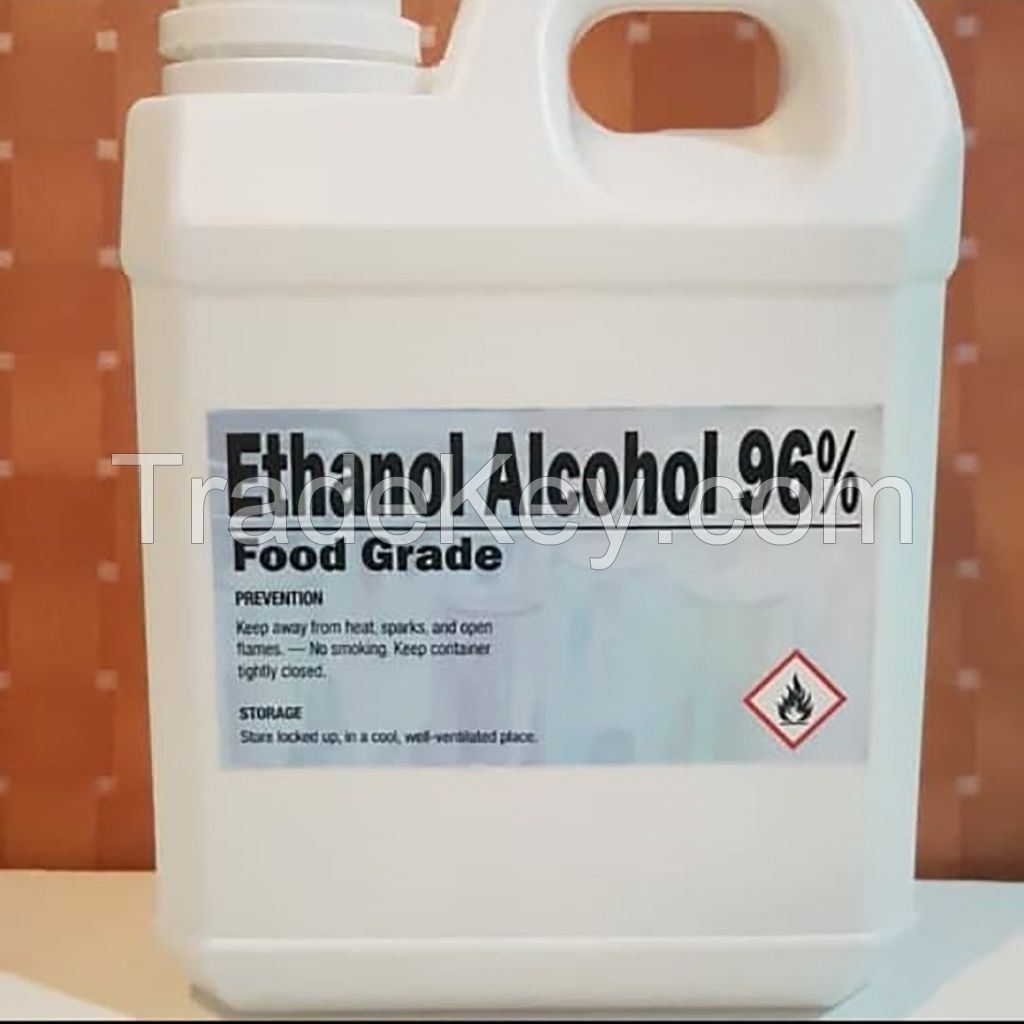 Ethanol Alcohol 96%
TradeKey.com
Food Grade
PREVENTION
Keep away from heat, sparks, and open
flames. — No smoking. Keep container
tightly closed.
STORAGE
Store locked up, in a cool, well-ventilated place.